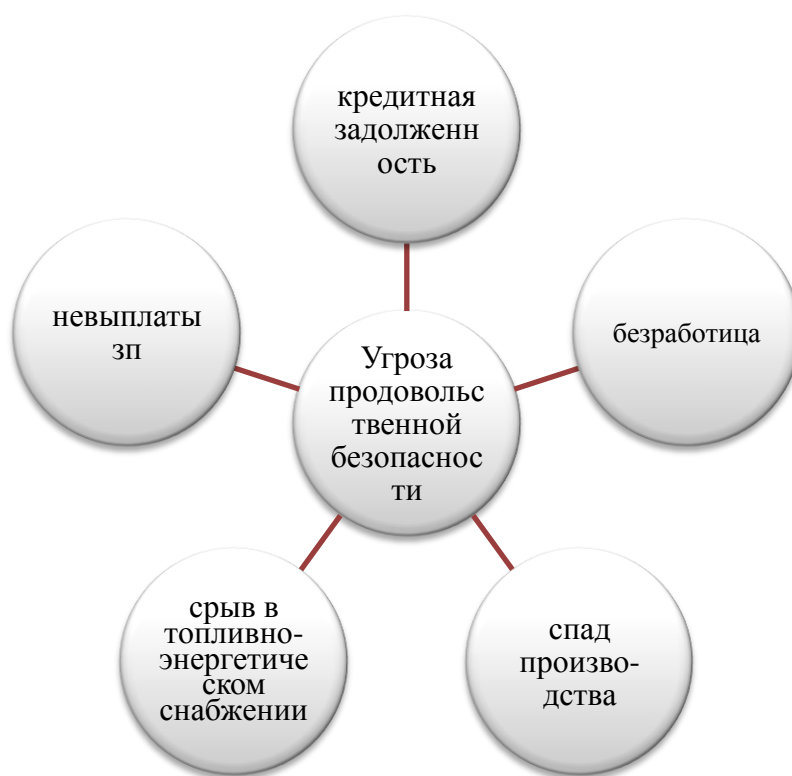 кредитная
задолженн
ость
невыплаты
зп
безработица
Угроза
продовольс
твенной
безопаснос
ти
срыв в
топливно-
энергетиче
ском
снабжении
спад
произво-
дства